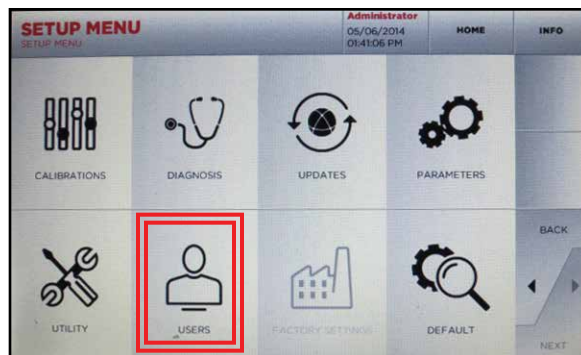 SETUP MENU
SETUP MENU
Administrator
05/06/2014
01:41:06 PM
HOME
INFO
CALIBRATIONS
DIAGNOSIS
UPDATES
PARAMETERS
BACK
UTILITY
USERS
FACTORY SETTINGS
DEFAULT
NEXT